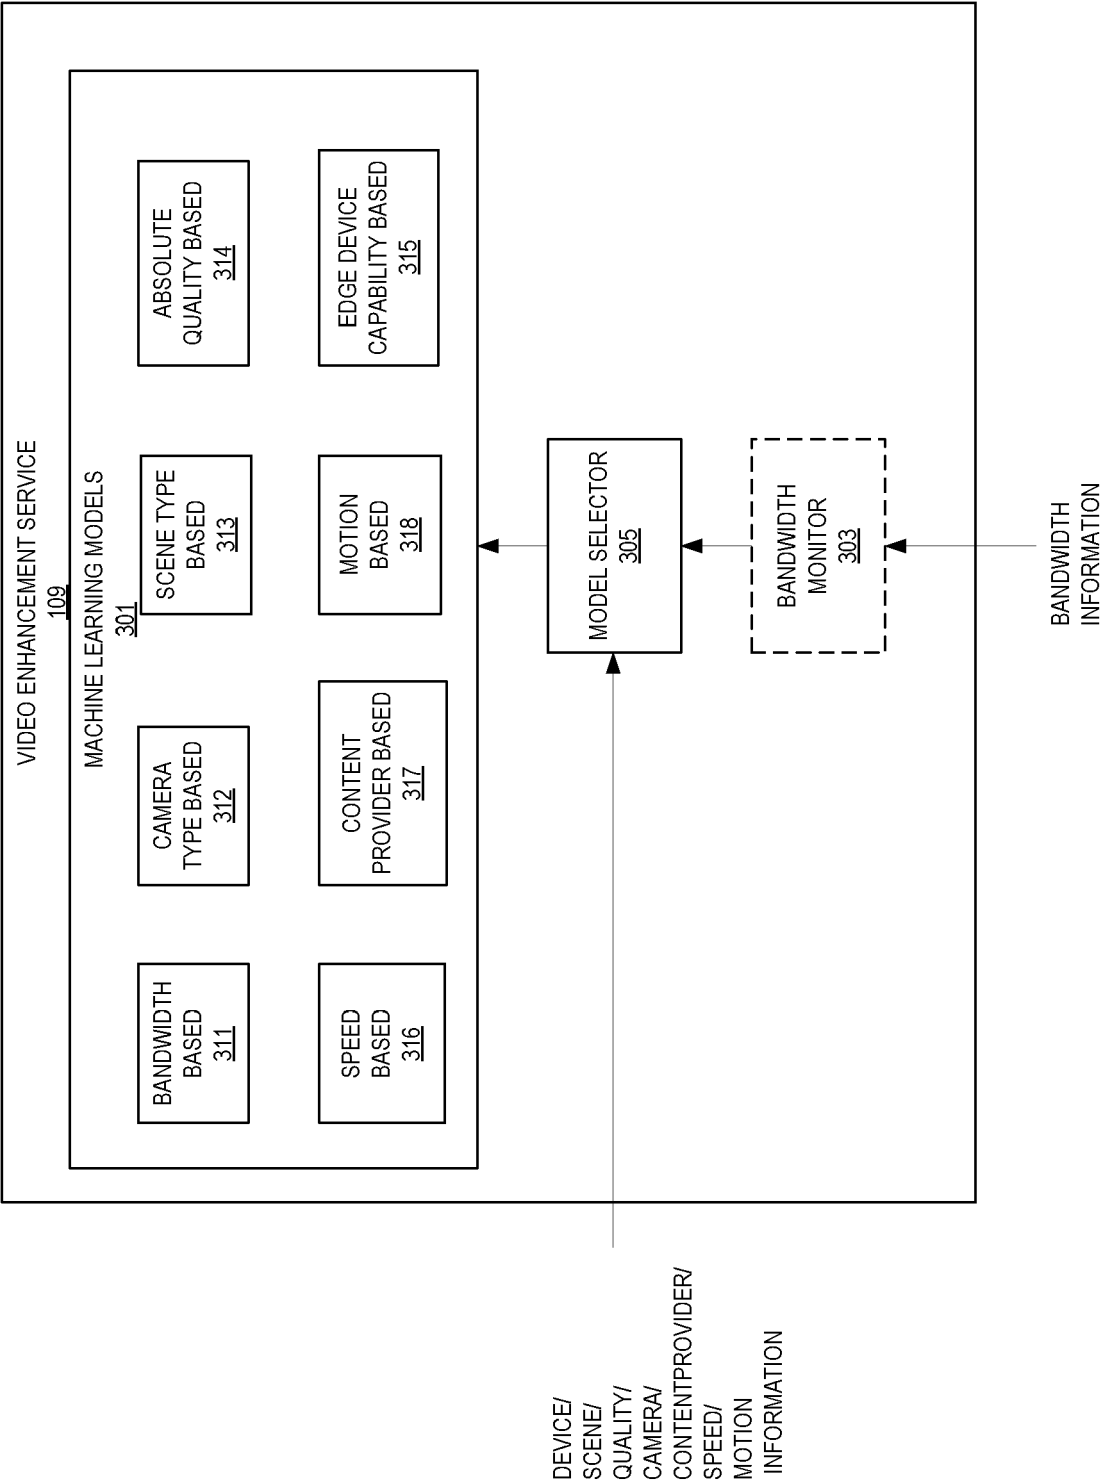 VIDEO ENHANCEMENT SERVICE
109
MACHINE LEARNING MODELS
301
BANDWIDTH
BASED
311
CAMERA
TYPE BASED
312
SCENE TYPE
BASED
313
ABSOLUTE
QUALITY BASED
314
SPEED
BASED
316
CONTENT
PROVIDER BASED
317
MOTION
BASED
318
EDGE DEVICE
CAPABILITY BASED
315
DEVICE/
SCENE/
QUALITY/
CAMERA/
CONTENTPROVIDER/
SPEED/
MOTION
INFORMATION
MODEL SELECTOR
305
BANDWIDTH
MONITOR
303
BANDWIDTH
INFORMATION